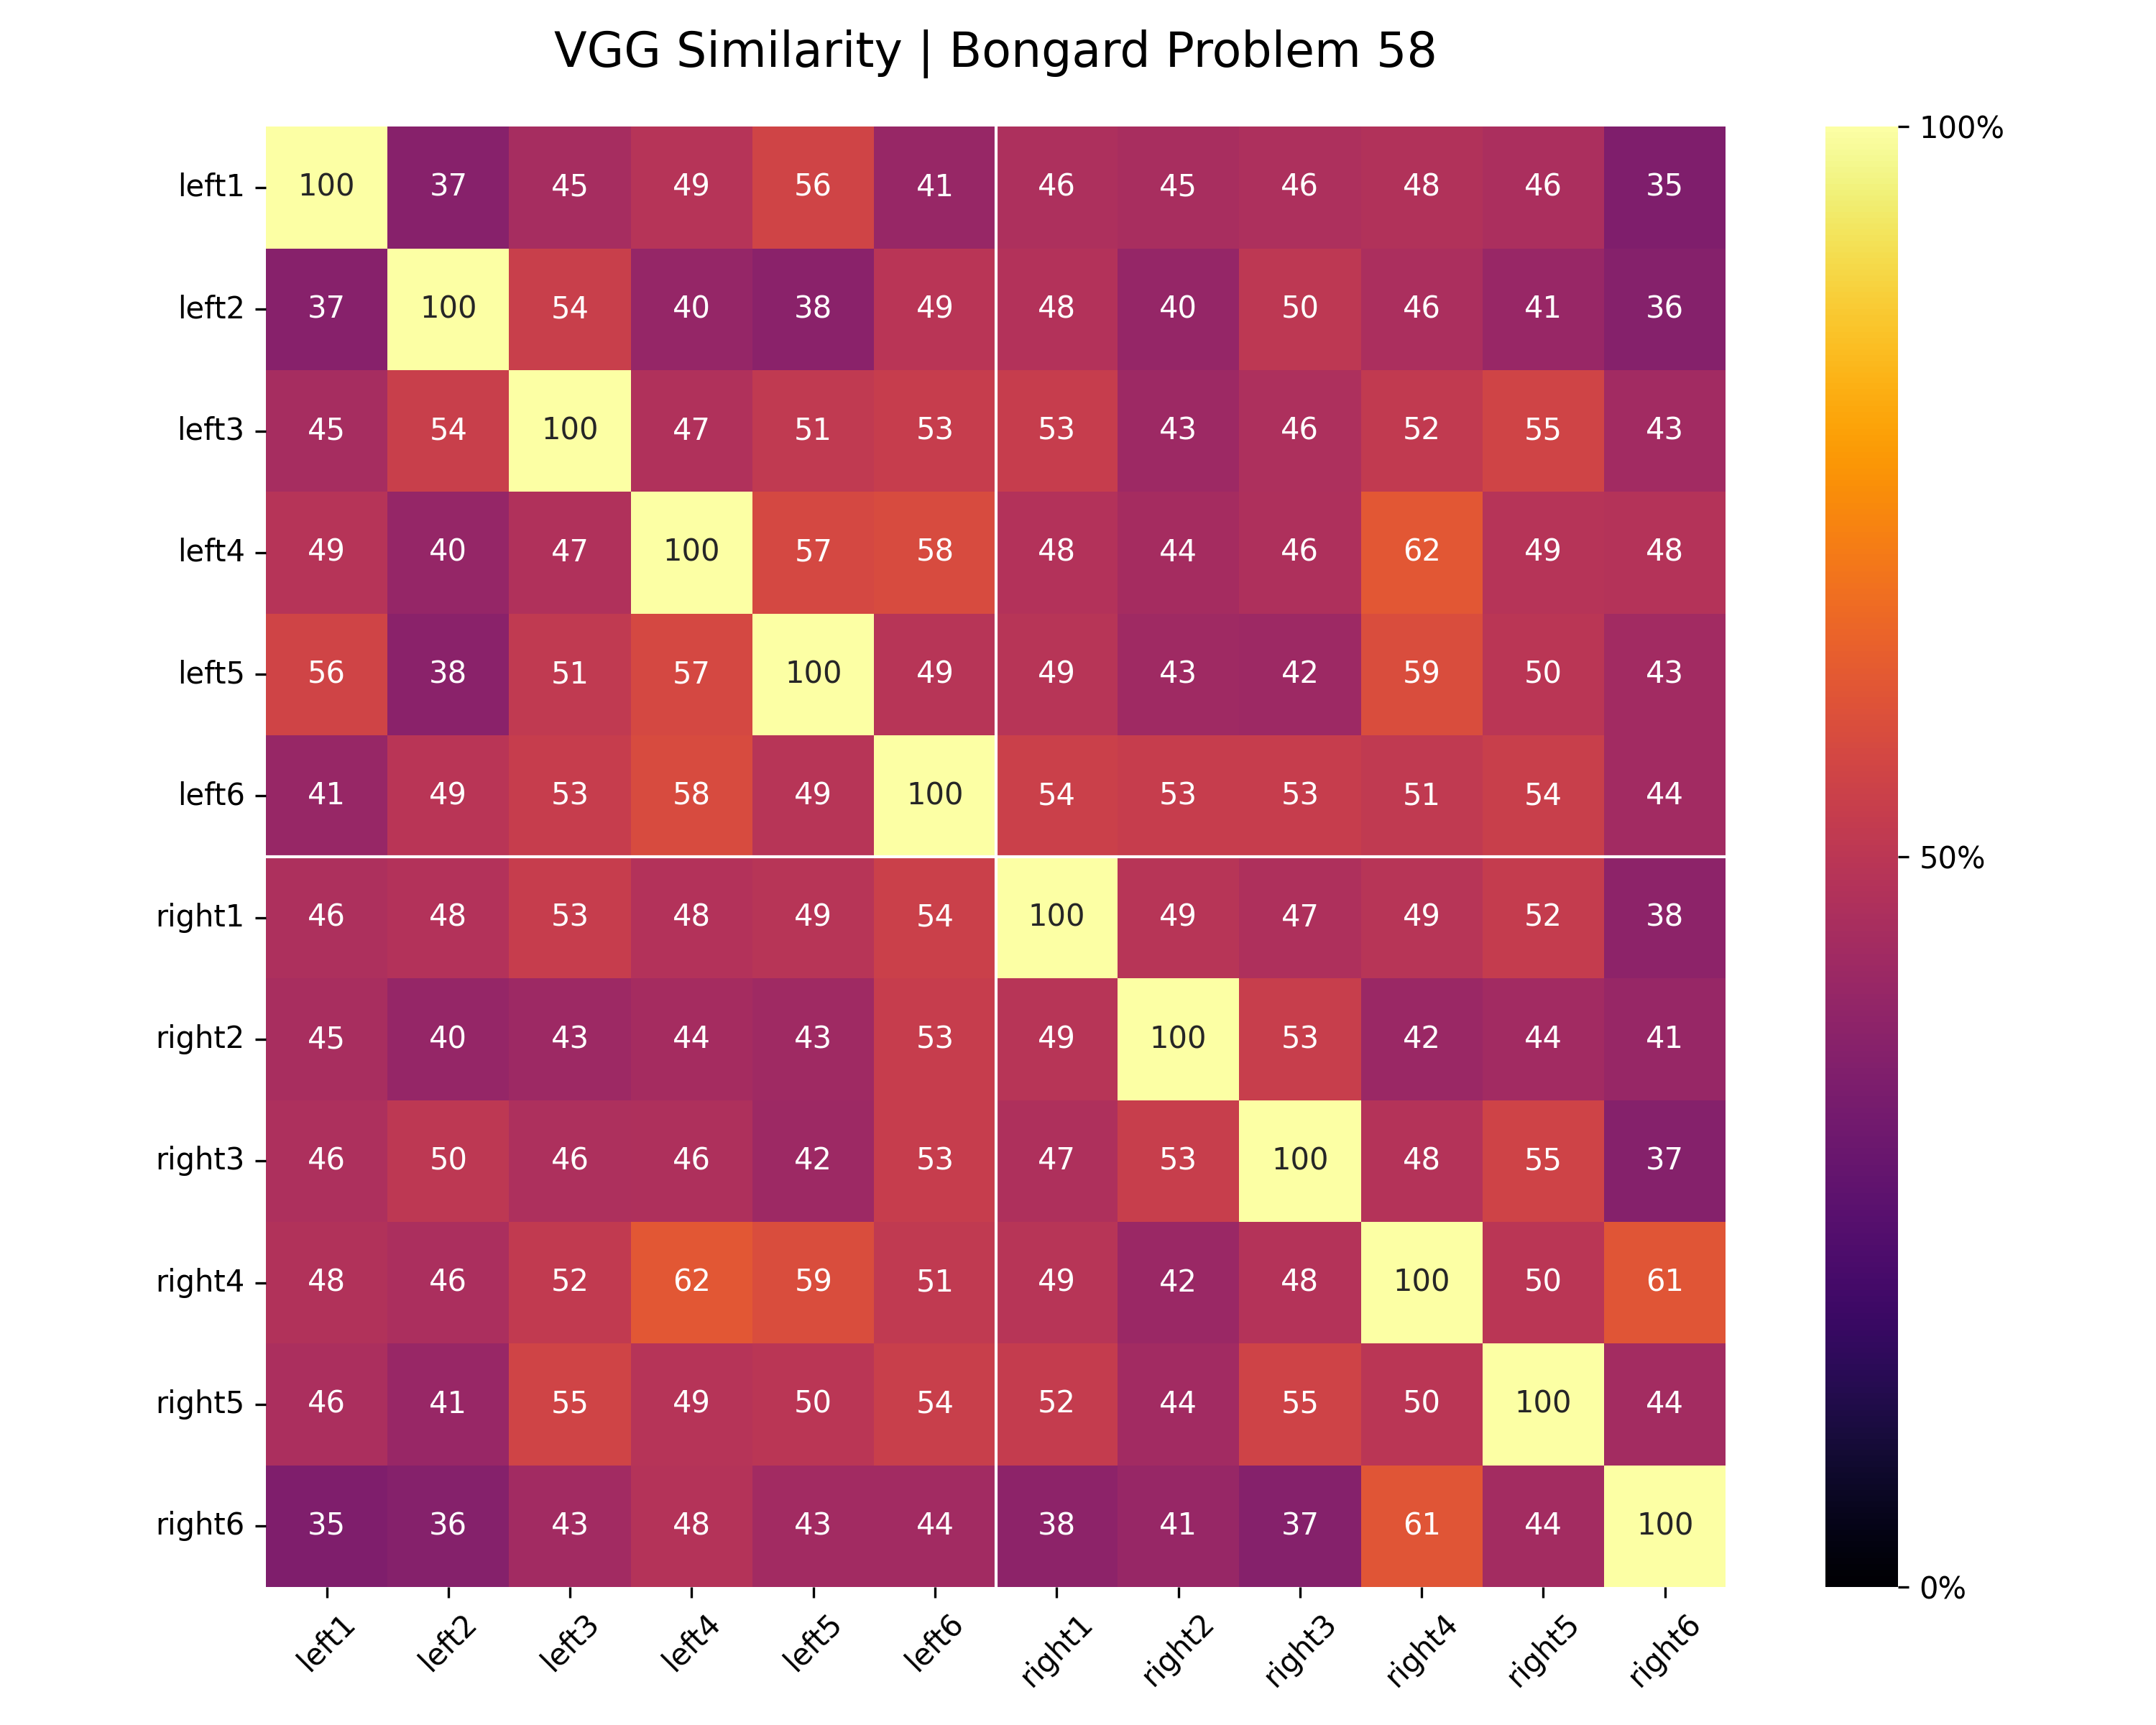 VGG Similarity | Bongard Problem 58
left1 100 37 45 49 56 41 46 45 46 48 46 35
left2 37 100 54 40 38 49 48 40 50 46 41 36
left3 45 54 100 47 51 53 53 43 46 52 55 43
left4 49 40 47 100 57 58 48 44 46 62 49 48
left5 56 38 51 57 100 49 49 43 42 59 50 43
left6 41 49 53 58 49 100 54 53 53 51 54 44
right1 46 48 53 48 49 54 100 49 47 49 52 38
right2 45 40 43 44 43 53 49 100 53 42 44 41
right3 46 50 46 46 42 53 47 53 100 48 55 37
right4 48 46 52 62 59 51 49 42 48 100 50 61
right5 46 41 55 49 50 54 52 44 55 50 100 44
right6 35 36 43 48 43 44 38 41 37 61 44 100
left1 left2 left3 left4 left5 left6 right1 right2 right3 right4 right5 right6
100%
50%
0%